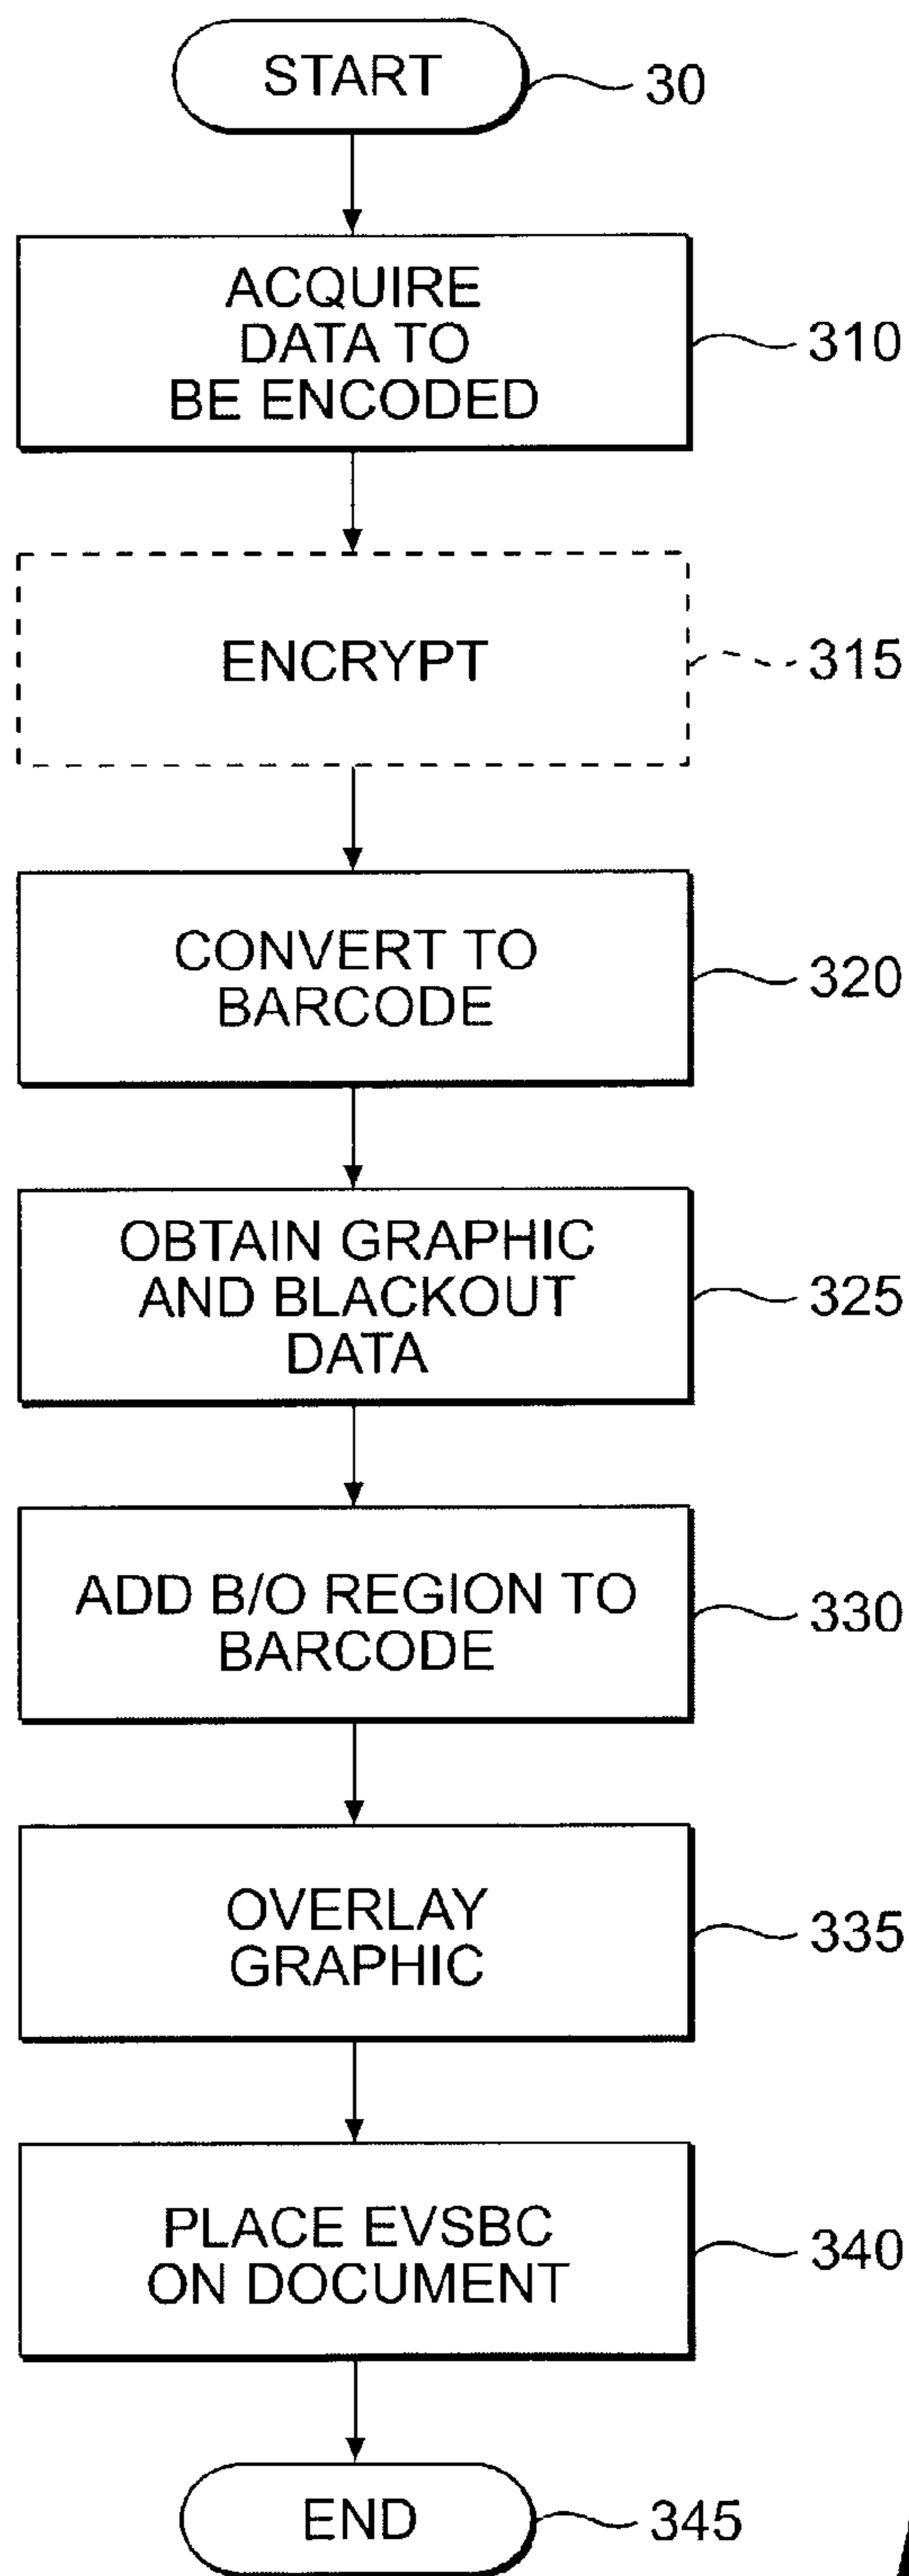 START
30
ACQUIRE
DATA TO
BE ENCODED
310
ENCRYPT
315
CONVERT TO
BARCODE
320
OBTAIN GRAPHIC
AND BLACKOUT
DATA
325
ADD B/O REGION TO
BARCODE
330
OVERLAY
GRAPHIC
335
PLACE EVSBC
ON DOCUMENT
340
END
345